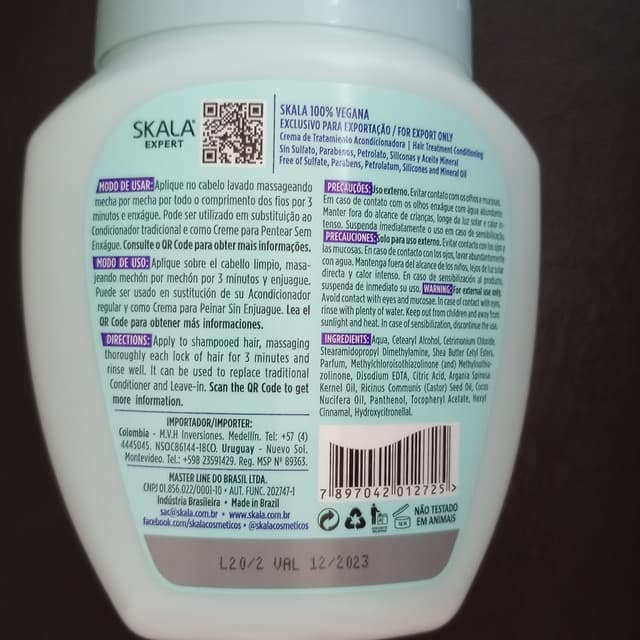 SKALA
EXPERT
SKALA 100% VEGANA
EXCLUSIVO PARA EXPORTAÇÃO / FOR EXPORT ONLY
Crema de Tratamiento Acondicionadora | Hair Treatment Conditioning
Sin Sulfato, Parabenos, Petrolato, Siliconas y Aceite Mineral
Free of Sulfate, Parabens, Petrolatum, Silicones and Mineral Oil
MODO DE USAR: Aplique no cabelo lavado massageando
mecha por mecha por todo o comprimento dos fios por 3
minutos e enxágue. Pode ser utilizado em substituição ao
Condicionador tradicional e como Creme para Pentear Sem
Enxágue. Consulte o QR Code para obter mais informações.
MODO DE USO: Aplique sobre el cabello limpio, masa-
jeando mechón por mechón por 3 minutos y enjuague.
Puede ser usado en sustitución de su Acondicionador
regular y como Crema para Peinar Sin Enjuague. Lea el
QR Code para obtener más informaciones.
DIRECTIONS: Apply to shampooed hair, massaging
thoroughly each lock of hair for 3 minutes and
rinse well. It can be used to replace traditional
Conditioner and Leave-in. Scan the QR Code to get
more information.
IMPORTADOR/IMPORTER:
Colombia - M.V.H Inversiones. Medellín. Tel: +57 (4)
4445045. NSOC86144-18CO. Uruguay - Nuevo Sol.
Montevideo. Tel.: +598 23591429. Reg. MSP Nº 89363.
MASTER LINE DO BRASIL LTDA.
CNPJ 01.856.022/0001-10 • AUT. FUNC. 202747-1
Indústria Brasileira • Made in Brazil
sac@skala.com.br • www.skala.com.br
facebook.com/skalacosmeticos • @skalacosmeticos
PRECAUÇÕES: Uso externo. Evitar contato com os olhos e mucosas.
Em caso de contato com os olhos enxágue com água abundante.
Manter fora do alcance de crianças, longe da luz solar e calor in-
tenso. Suspenda imediatamente o uso em caso de sensibilização.
PRECAUCIONES: Solo para uso externo. Evitar contacto con los ojos o
las mucosas. En caso de contacto con los ojos, lavar abundantemente
con agua. Mantenga fuera del alcance de los niños, lejos de luz solar
directa y calor intenso. En caso de sensibilización al producto,
suspenda de inmediato su uso. WARNING: For external use only.
Avoid contact with eyes and mucosae. In case of contact with eyes,
rinse with plenty of water. Keep out from children and away from
sunlight and heat. In case of sensibilization, discontinue the use.
INGREDIENTS: Aqua, Cetearyl Alcohol, Cetrimonium Chloride,
Stearamidopropyl Dimethylamine, Shea Butter Cetyl Esters,
Parfum, Methylchloroisothiazolinone (and) Methylisothia-
zolinone, Disodium EDTA, Citric Acid, Argania Spinosa
Kernel Oil, Ricinus Communis (Castor) Seed Oil, Cocos
Nucifera Oil, Panthenol, Tocopheryl Acetate, Hexyl
Cinnamal, Hydroxycitronellal.
7 897042 012725 >
NÃO TESTADO
EM ANIMAIS
L20/2 VAL 12/2023